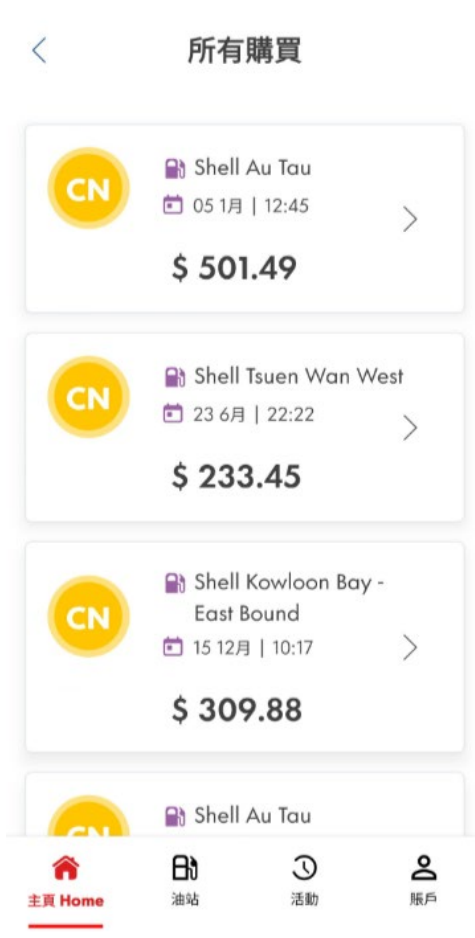 所有購買
CN
Shell Au Tau
05 1月 | 12:45
$ 501.49
CN
Shell Tsuen Wan West
23 6月 | 22:22
$ 233.45
CN
Shell Kowloon Bay -
East Bound
15 12月 | 10:17
$ 309.88
CN
Shell Au Tau
主頁 Home
油站
活動
賬戶